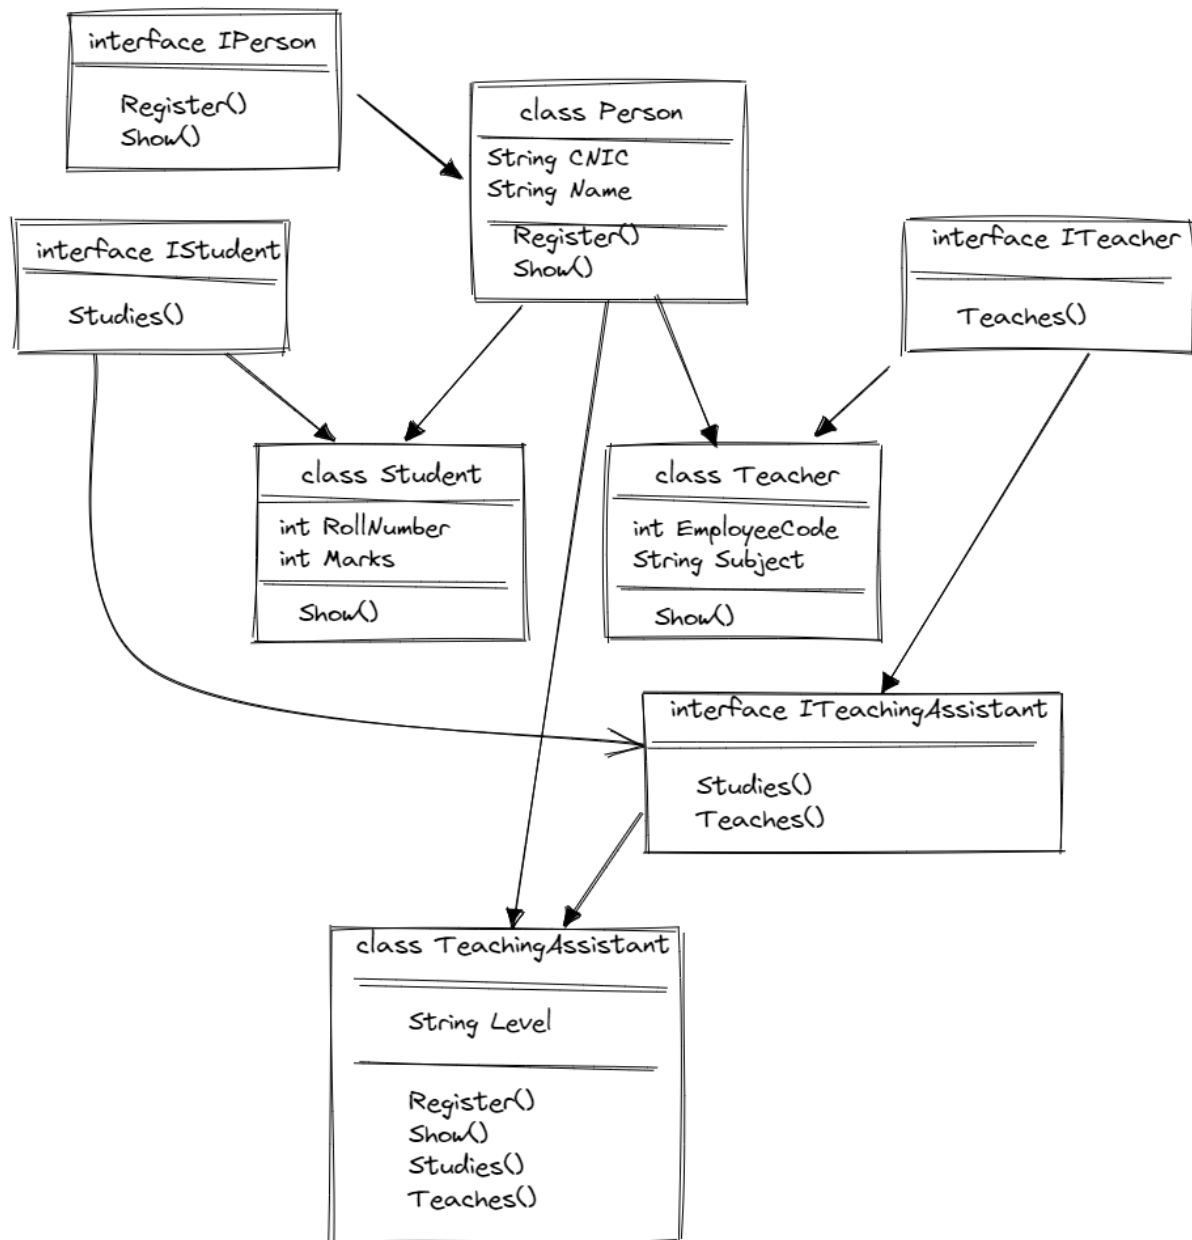 interface IPerson
Register()
Show()
class Person
String CNIC
String Name
Register()
Show()
interface IStudent
Studies()
interface ITeacher
Teaches()
class Student
int RollNumber
int Marks
Show()
class Teacher
int EmployeeCode
String Subject
Show()
interface ITeachingAssistant
Studies()
Teaches()
class TeachingAssistant
String Level
Register()
Show()
Studies()
Teaches()